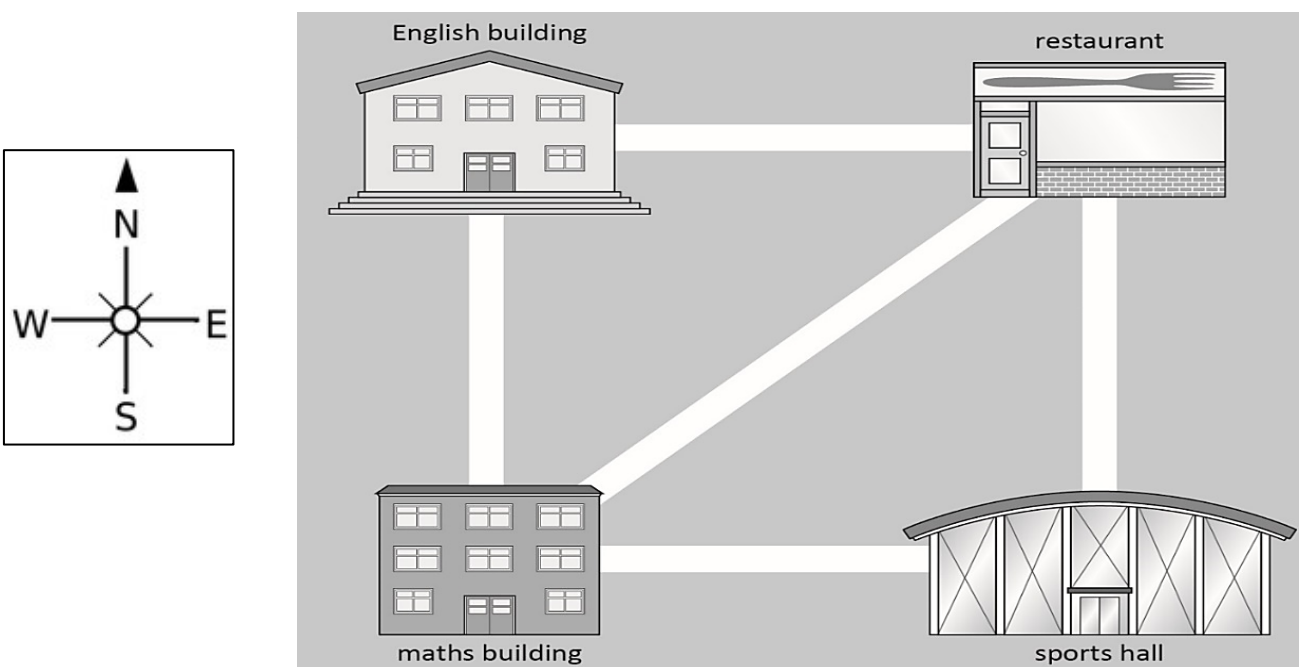 English building
restaurant
N
W E
S
maths building
sports hall